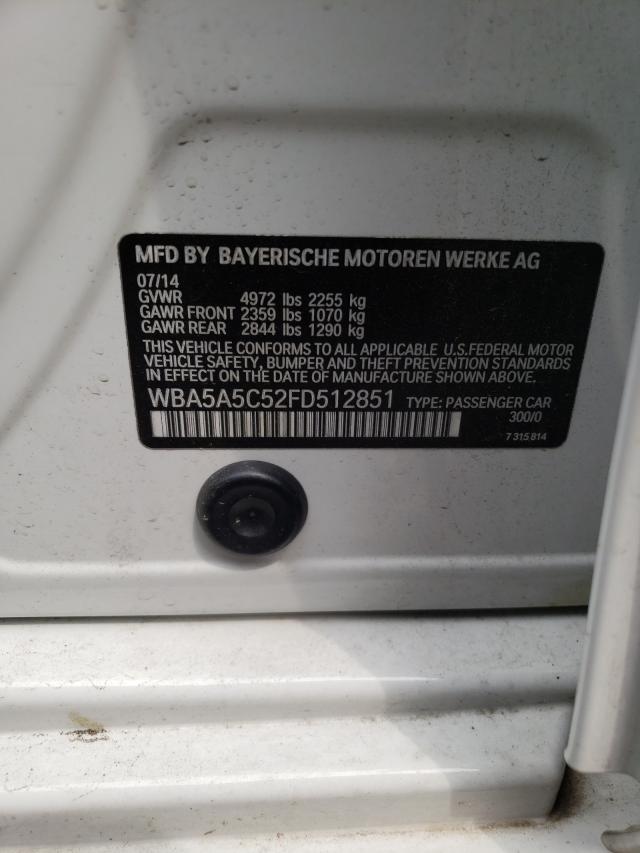 MFD BY BAYERISCHE MOTOREN WERKE AG
07/14
GVWR 4972 lbs 2255 kg
GAWR FRONT 2359 lbs 1070 kg
GAWR REAR 2844 lbs 1290 kg
THIS VEHICLE CONFORMS TO ALL APPLICABLE U.S.FEDERAL MOTOR
VEHICLE SAFETY, BUMPER AND THEFT PREVENTION STANDARDS
IN EFFECT ON THE DATE OF MANUFACTURE SHOWN ABOVE.
WBA5A5C52FD512851 TYPE: PASSENGER CAR
300/0
7 315 814